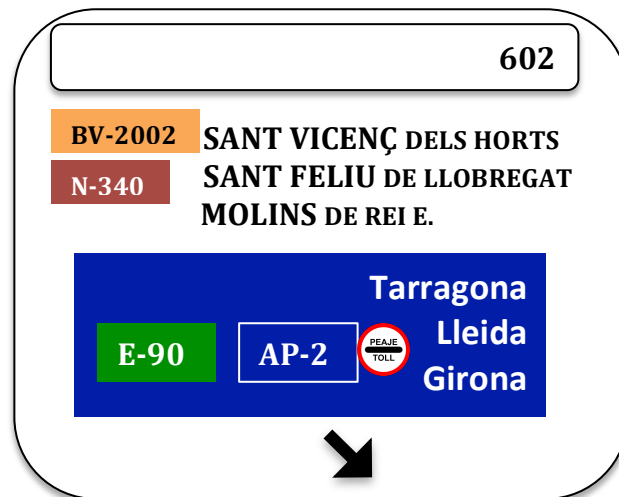 602
BV-2002 SANT VICENÇ DELS HORTS
N-340 SANT FELIU DE LLOBREGAT
MOLINS DE REI E.
Tarragona
Lleida
E-90 AP-2 PEAJE TOLL
Girona